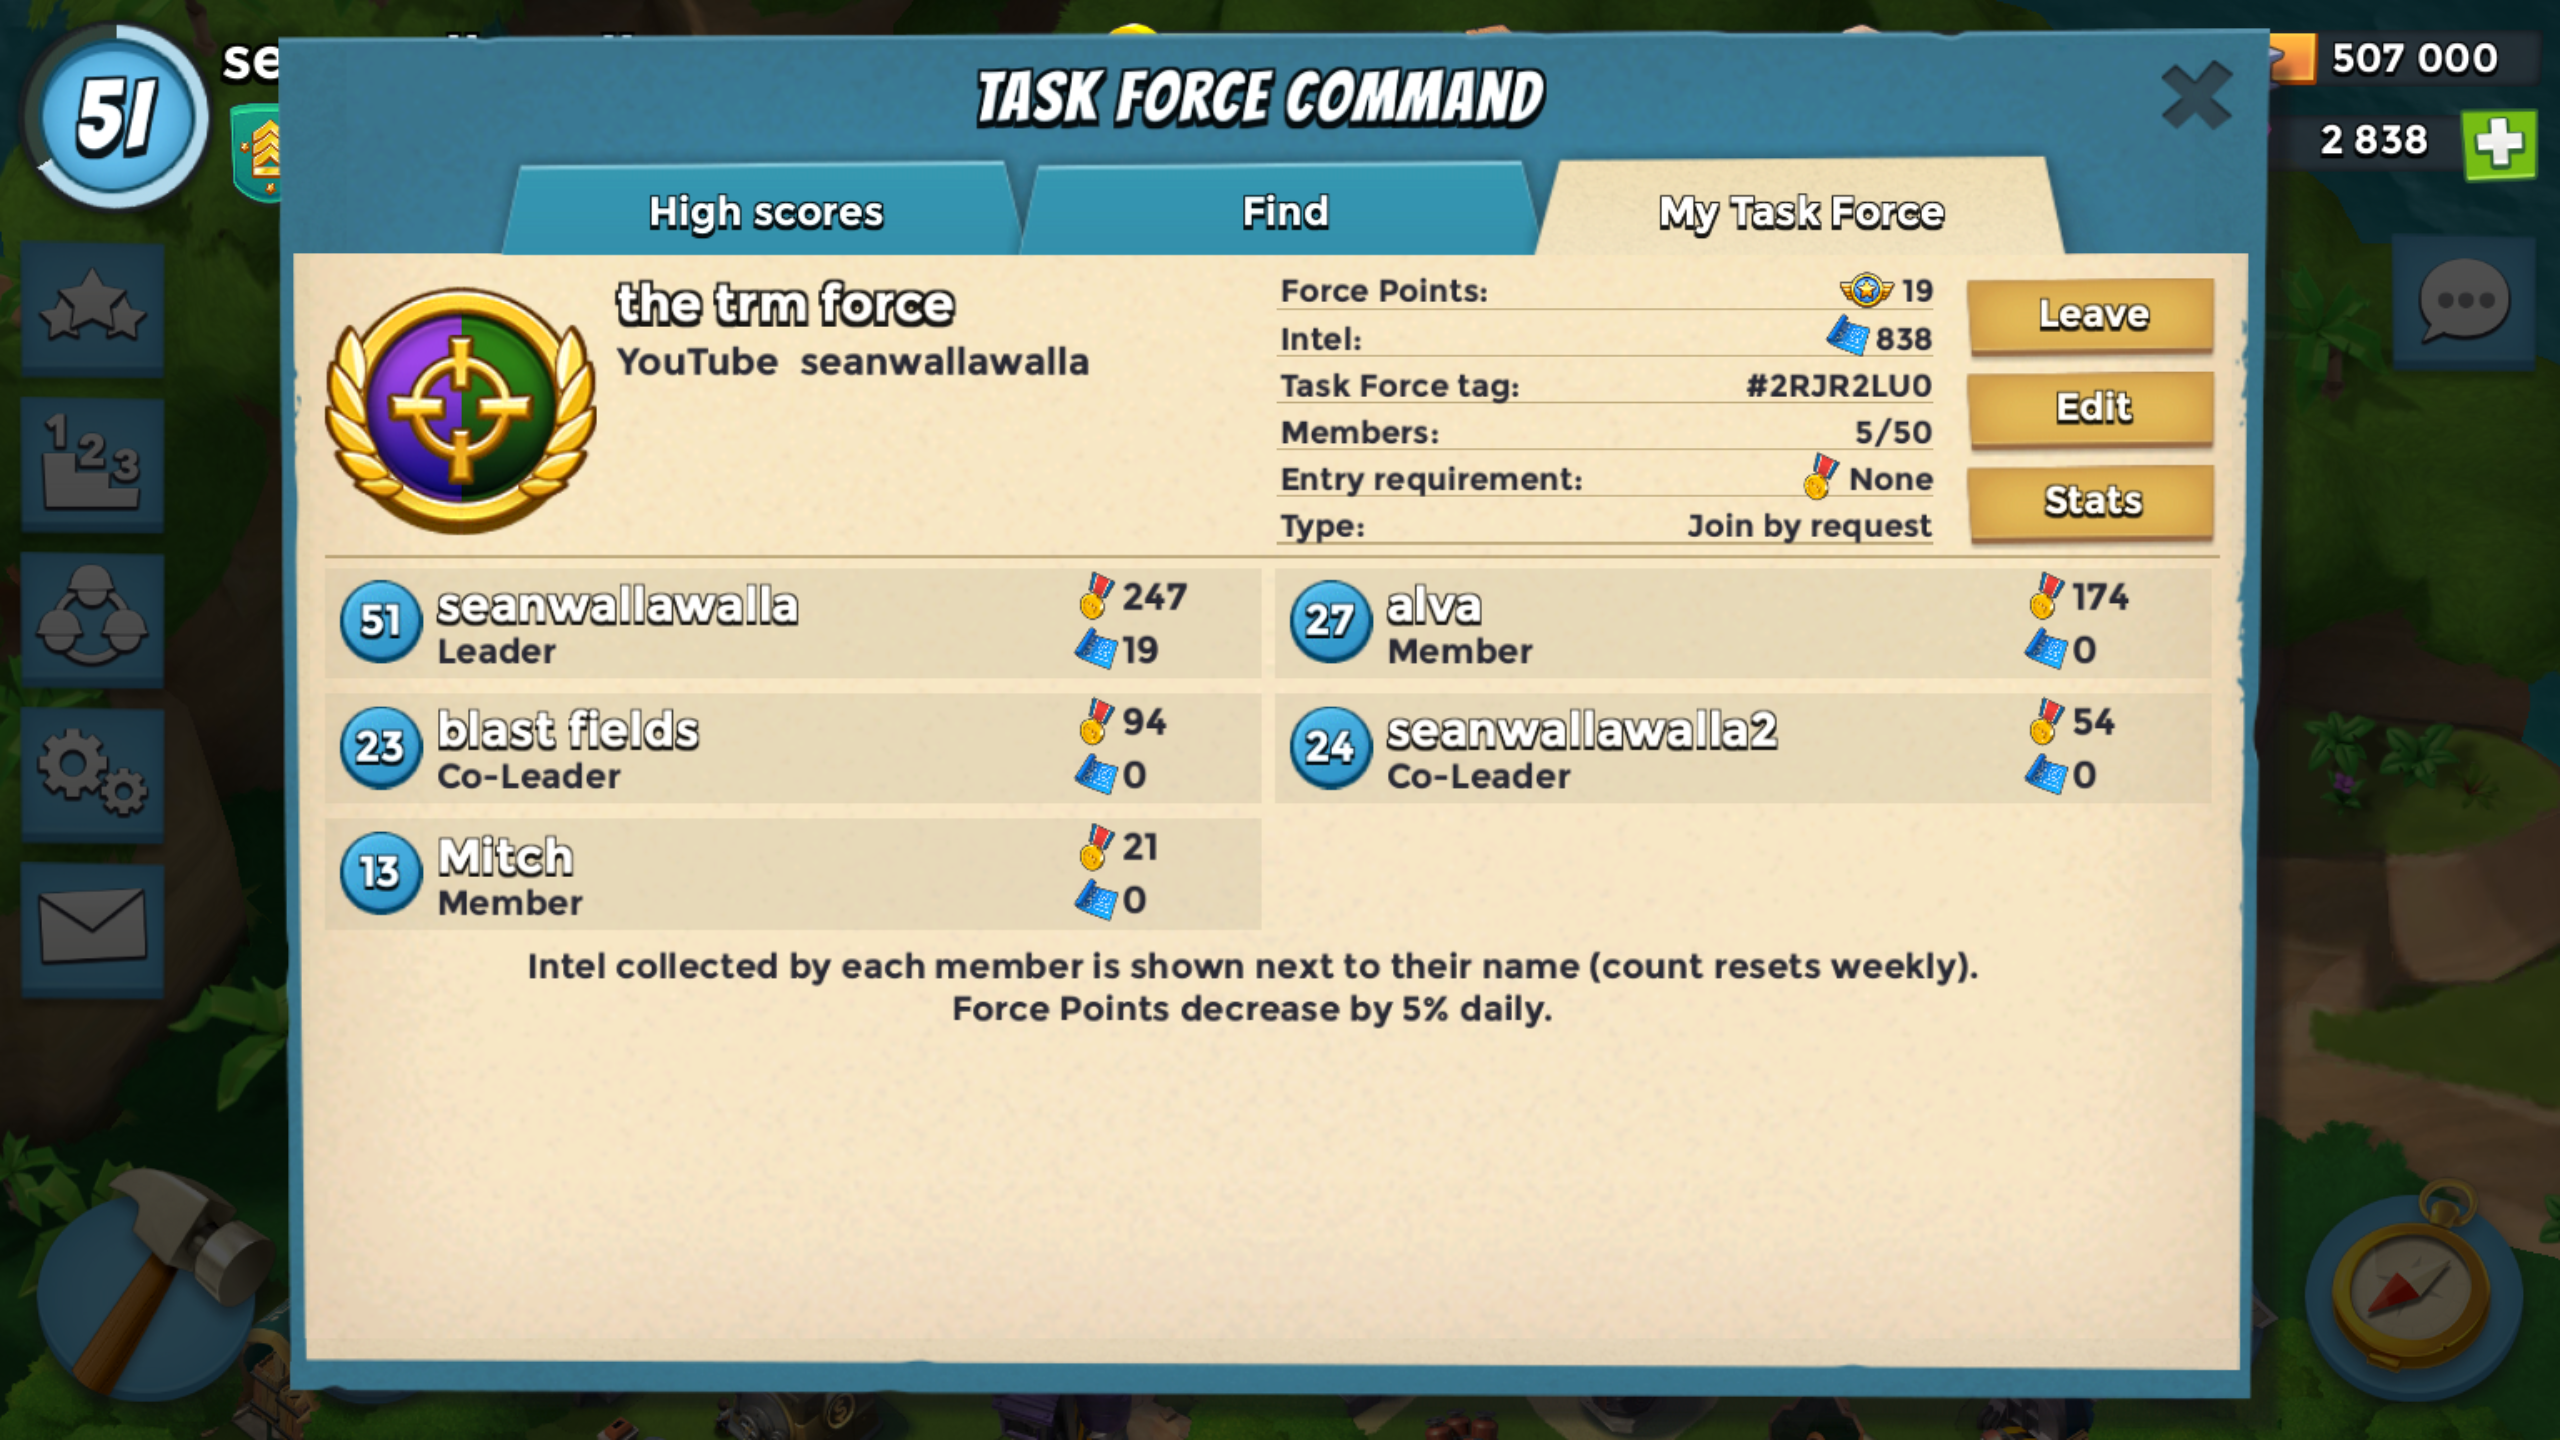 51
se
507 000
2 838
TASK FORCE COMMAND
High scores
Find
My Task Force
the trm force
YouTube seanwallawalla
Force Points: 19
Intel: 838
Task Force tag: #2RJR2LU0
Members: 5/50
Entry requirement: None
Type: Join by request
Leave
Edit
Stats
1 2 3
51 seanwallawalla 247
Leader 19
27 alva 174
Member 0
23 blast fields 94
Co-Leader 0
24 seanwallawalla2 54
Co-Leader 0
13 Mitch 21
Member 0
Intel collected by each member is shown next to their name (count resets weekly).
Force Points decrease by 5% daily.